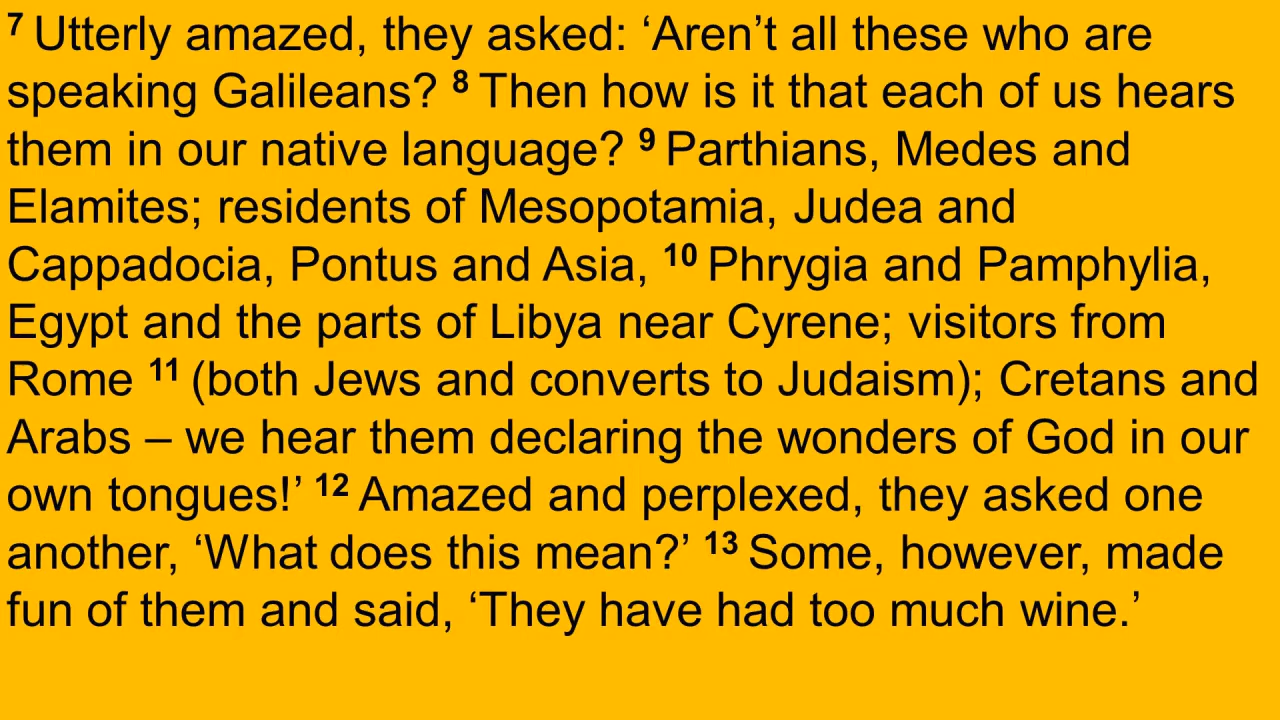 7 Utterly amazed, they asked: ‘Aren’t all these who are
speaking Galileans? 8 Then how is it that each of us hears
them in our native language? 9 Parthians, Medes and
Elamites; residents of Mesopotamia, Judea and
Cappadocia, Pontus and Asia, 10 Phrygia and Pamphylia,
Egypt and the parts of Libya near Cyrene; visitors from
Rome 11 (both Jews and converts to Judaism); Cretans and
Arabs – we hear them declaring the wonders of God in our
own tongues!’ 12 Amazed and perplexed, they asked one
another, ‘What does this mean?’ 13 Some, however, made
fun of them and said, ‘They have had too much wine.’